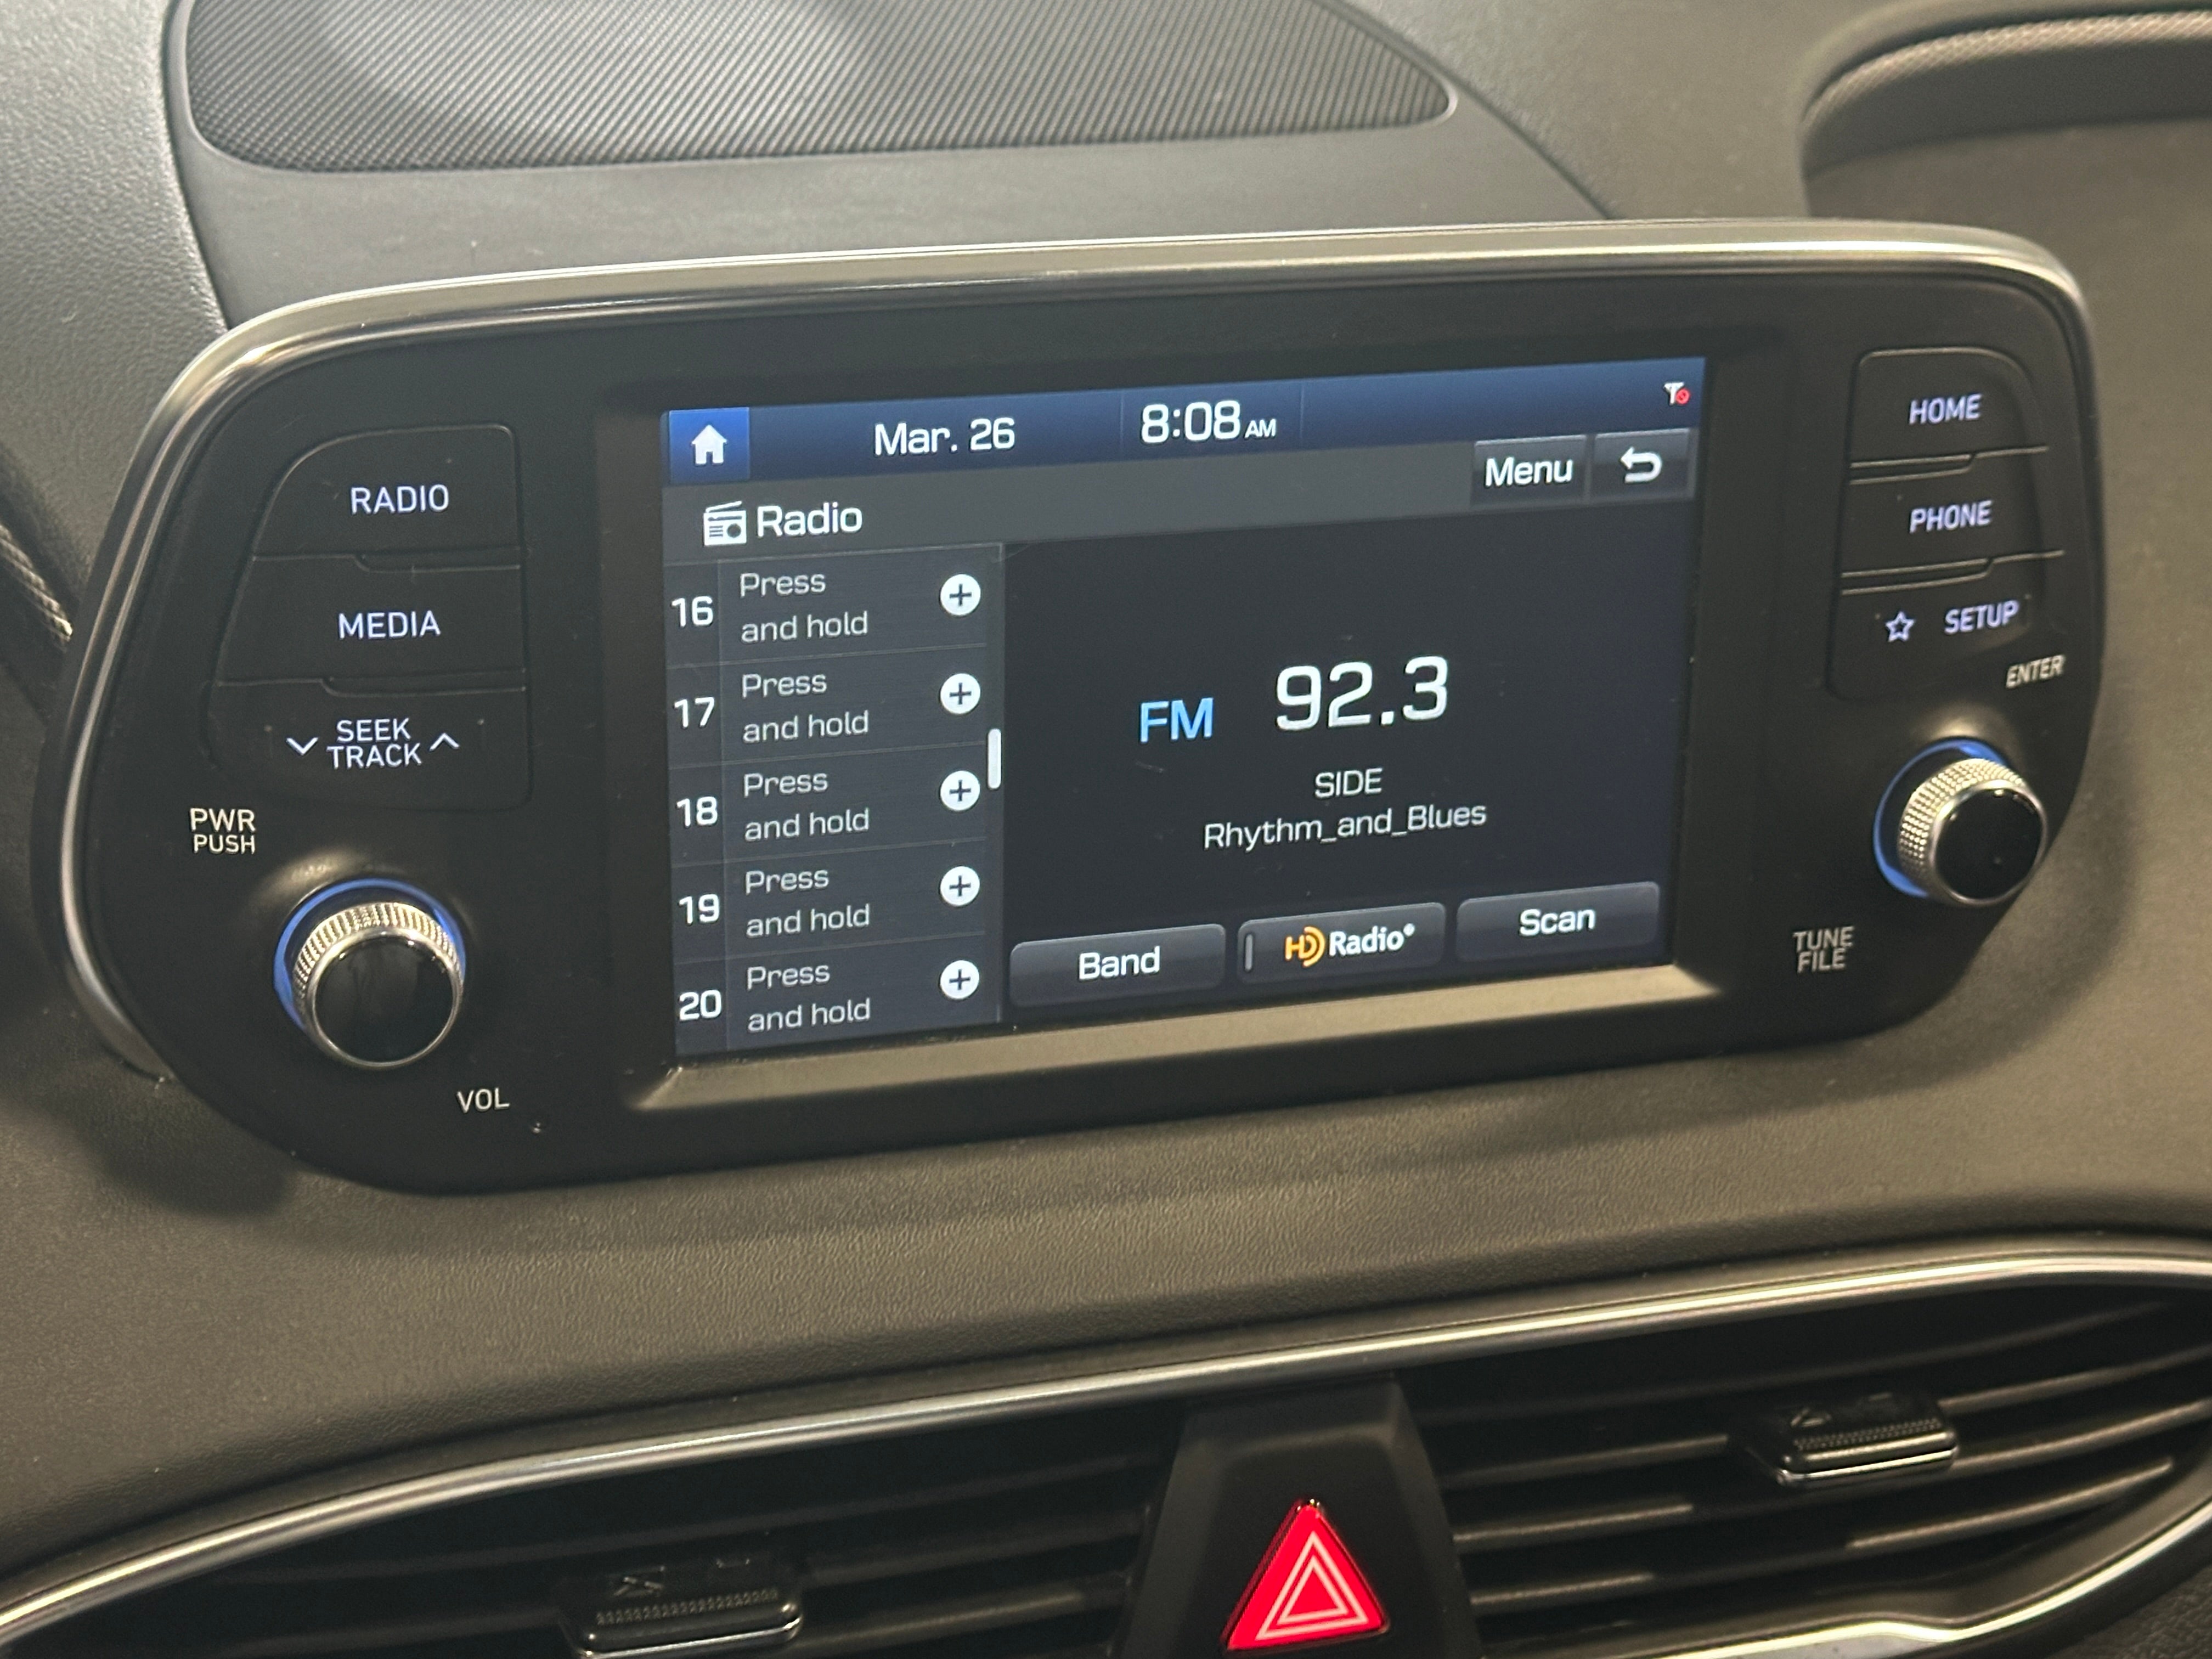 Mar. 26
8:08 AM
Menu
Radio
RADIO
MEDIA
SEEK
TRACK
PWR
PUSH
VOL
16
Press
and hold
17
Press
and hold
18
Press
and hold
19
Press
and hold
20
Press
and hold
FM 92.3
SIDE
Rhythm_and_Blues
Band
HD Radio®
Scan
HOME
PHONE
SETUP
ENTER
TUNE
FILE